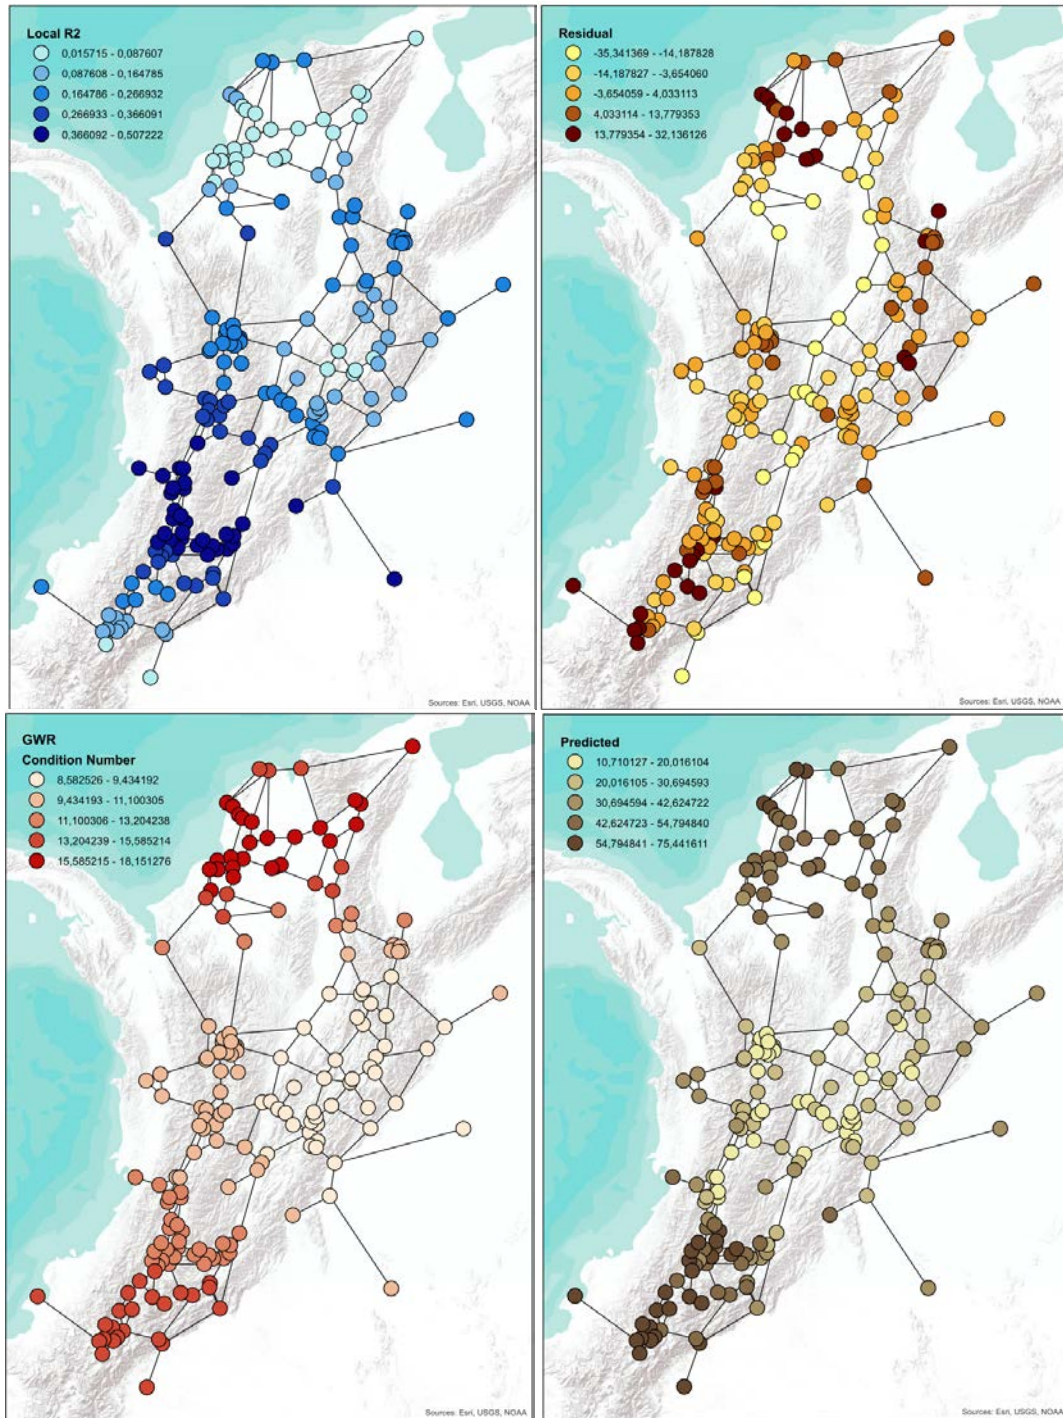 Local R2
0,015715 - 0,087607
0,087608 - 0,164785
0,164786 - 0,266932
0,266933 - 0,366091
0,366092 - 0,507222
Sources: Esri, USGS, NOAA
Residual
-35,341369 - -14,187828
-14,187827 - -3,654060
-3,654059 - 4,033113
4,033114 - 13,779353
13,779354 - 32,136126
Sources: Esri, USGS, NOAA
GWR
Condition Number
8,582526 - 9,434192
9,434193 - 11,100305
11,100306 - 13,204238
13,204239 - 15,585214
15,585215 - 18,151276
Sources: Esri, USGS, NOAA
Predicted
10,710127 - 20,016104
20,016105 - 30,694593
30,694594 - 42,624722
42,624723 - 54,794840
54,794841 - 75,441611
Sources: Esri, USGS, NOAA